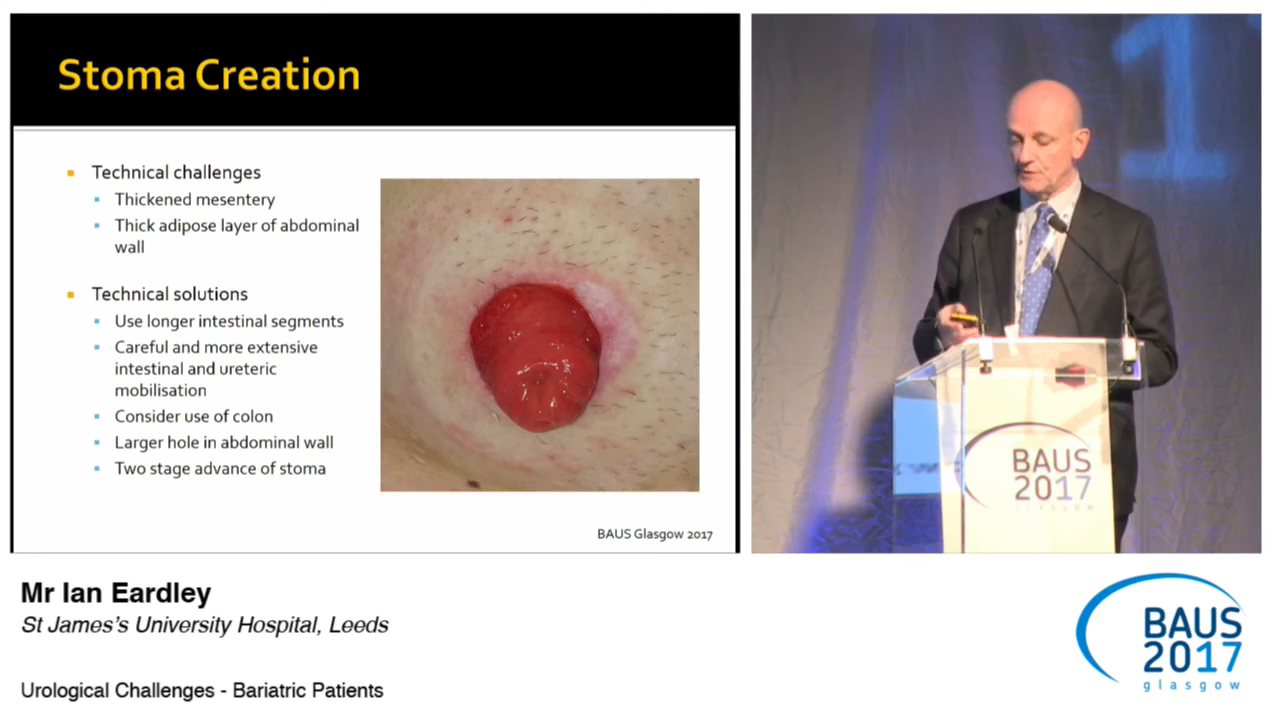 Stoma Creation
Technical challenges
Thickened mesentery
Thick adipose layer of abdominal
wall
Technical solutions
Use longer intestinal segments
Careful and more extensive
intestinal and ureteric
mobilisation
Consider use of colon
Larger hole in abdominal wall
Two stage advance of stoma
BAUS Glasgow 2017
1
BAUS
2017
GLASGOW
Mr Ian Eardley
St James's University Hospital, Leeds
Urological Challenges - Bariatric Patients
BAUS
2017
glasgow